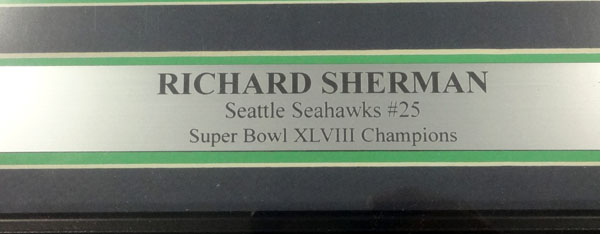 RICHARD SHERMAN
Seattle Seahawks #25
Super Bowl XLVIII Champions